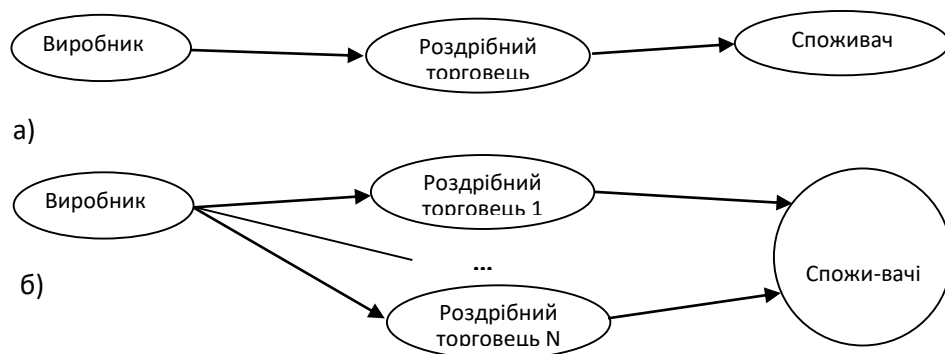 Виробник
Роздрібний
торговець
Споживач
а)
Виробник
Роздрібний
торговець 1
...
Спожи-вачі
б)
Роздрібний
торговець N